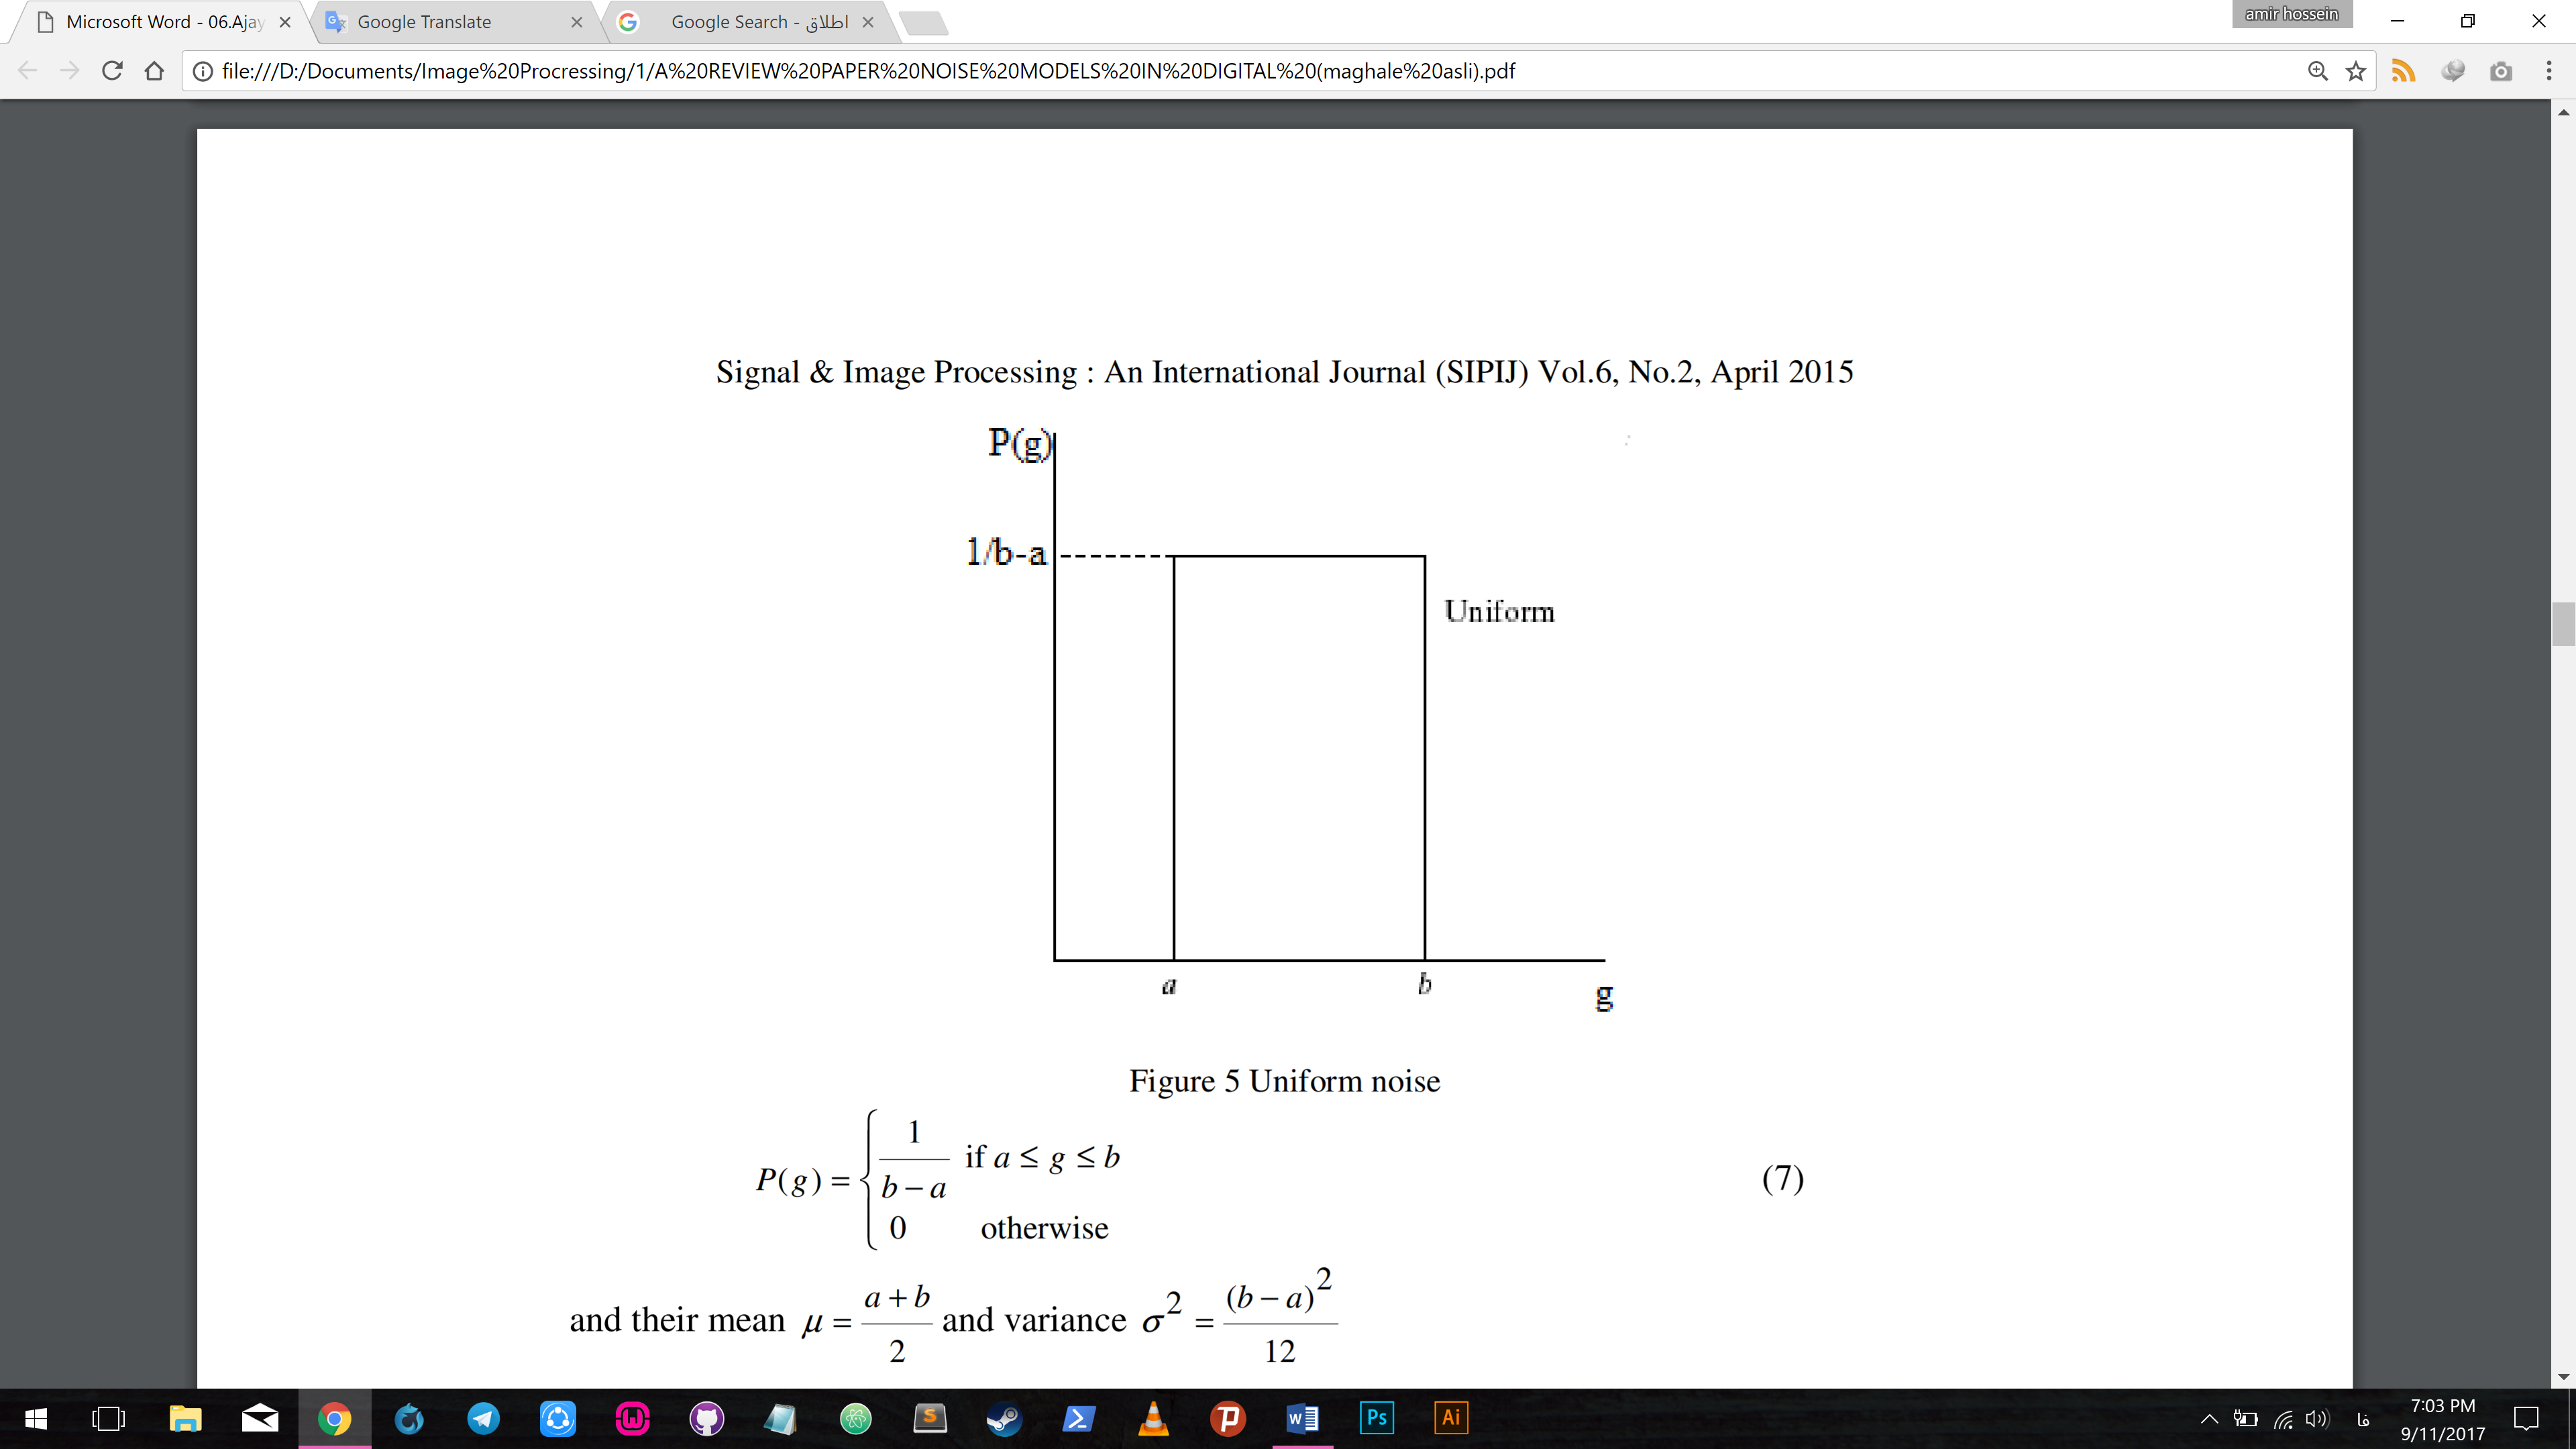 amir hossein
Microsoft Word - 06.Ajay
Google Translate
Google Search - اطلاق
file:///D:/Documents/Image%20Procressing/1/A%20REVIEW%20PAPER%20NOISE%20MODELS%20IN%20DIGITAL%20(maghale%20asli).pdf
Signal & Image Processing : An International Journal (SIPIJ) Vol.6, No.2, April 2015
P(g)
1/b-a
Uniform
a b
g
Figure 5 Uniform noise
P(g) = { 1/(b − a) if a ≤ g ≤ b
0 otherwise
(7)
and their mean μ = (a + b)/2 and variance σ² = (b − a)²/12
S
W
Ps
Ai
فا
7:03 PM
9/11/2017